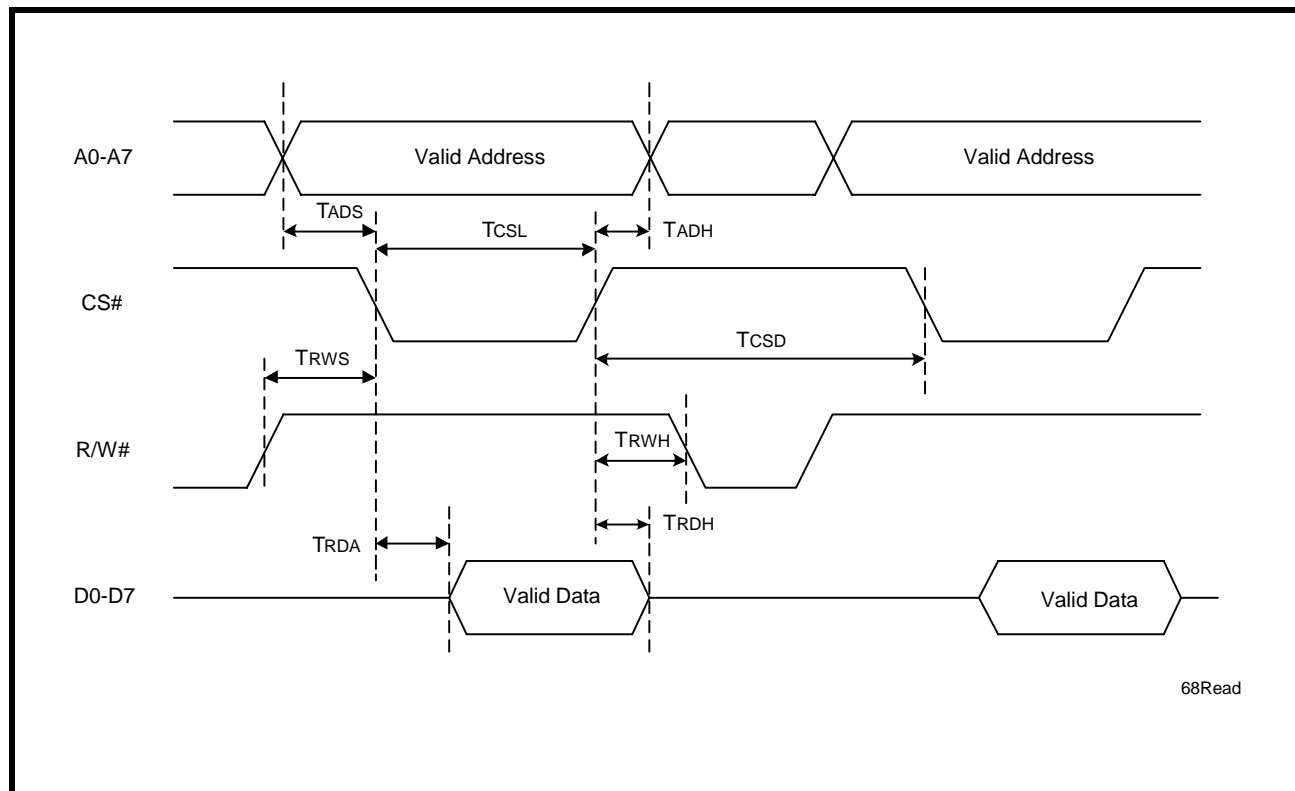 A0-A7
Valid Address
Valid Address
TADS
TCSL
TADH
CS#
TCSD
TRWS
R/W#
TRWH
TRDH
TRDA
D0-D7
Valid Data
Valid Data
68Read